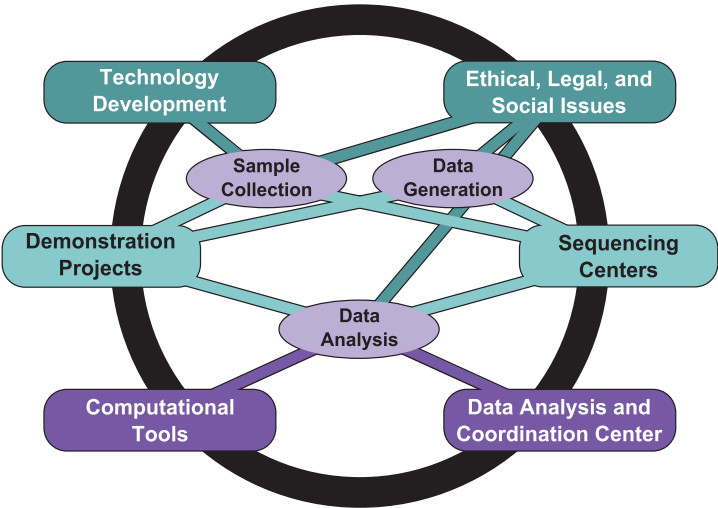 Technology
Development
Ethical, Legal, and
Social Issues
Sample
Collection
Data
Generation
Demonstration
Projects
Sequencing
Centers
Data
Analysis
Computational
Tools
Data Analysis and
Coordination Center